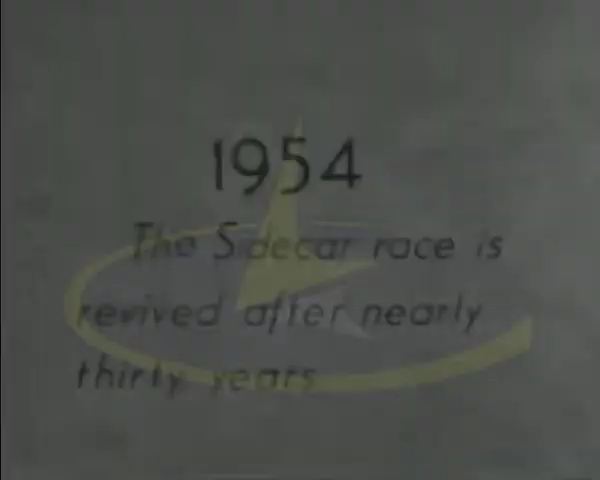 1954
The Sidecar race is
revived after nearly
thirty years